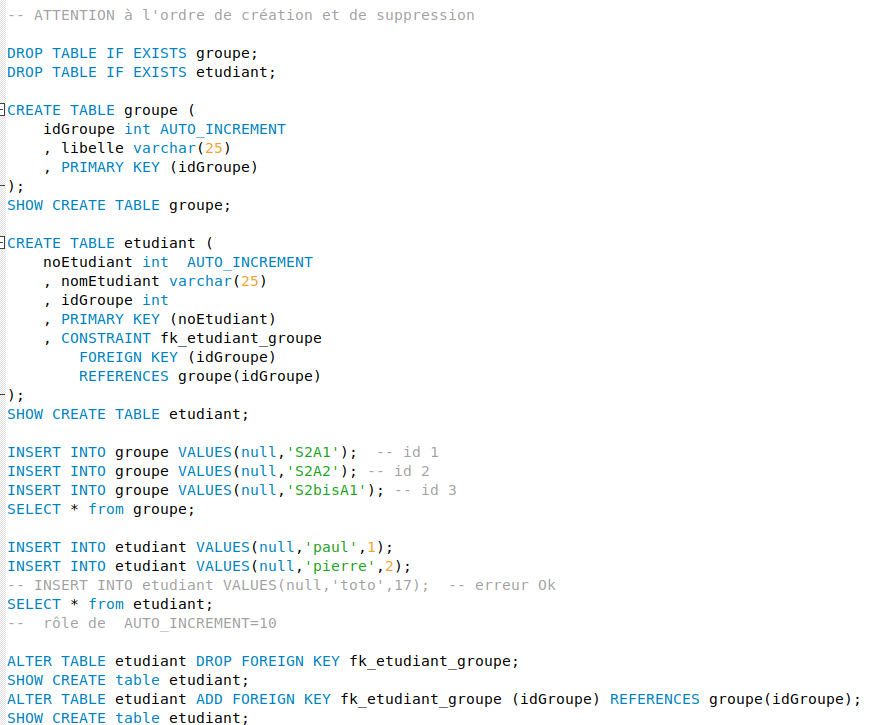 -- ATTENTION à l'ordre de création et de suppression
DROP TABLE IF EXISTS groupe;
DROP TABLE IF EXISTS etudiant;
CREATE TABLE groupe (
    idGroupe int AUTO_INCREMENT
    , libelle varchar(25)
    , PRIMARY KEY (idGroupe)
);
SHOW CREATE TABLE groupe;
CREATE TABLE etudiant (
    noEtudiant int  AUTO_INCREMENT
    , nomEtudiant varchar(25)
    , idGroupe int
    , PRIMARY KEY (noEtudiant)
    , CONSTRAINT fk_etudiant_groupe
        FOREIGN KEY (idGroupe)
        REFERENCES groupe(idGroupe)
);
SHOW CREATE TABLE etudiant;
INSERT INTO groupe VALUES(null,'S2A1');  -- id 1
INSERT INTO groupe VALUES(null,'S2A2'); -- id 2
INSERT INTO groupe VALUES(null,'S2bisA1'); -- id 3
SELECT * from groupe;
INSERT INTO etudiant VALUES(null,'paul',1);
INSERT INTO etudiant VALUES(null,'pierre',2);
-- INSERT INTO etudiant VALUES(null,'toto',17);  -- erreur Ok
SELECT * from etudiant;
--  rôle de  AUTO_INCREMENT=10
ALTER TABLE etudiant DROP FOREIGN KEY fk_etudiant_groupe;
SHOW CREATE table etudiant;
ALTER TABLE etudiant ADD FOREIGN KEY fk_etudiant_groupe (idGroupe) REFERENCES groupe(idGroupe);
SHOW CREATE table etudiant;